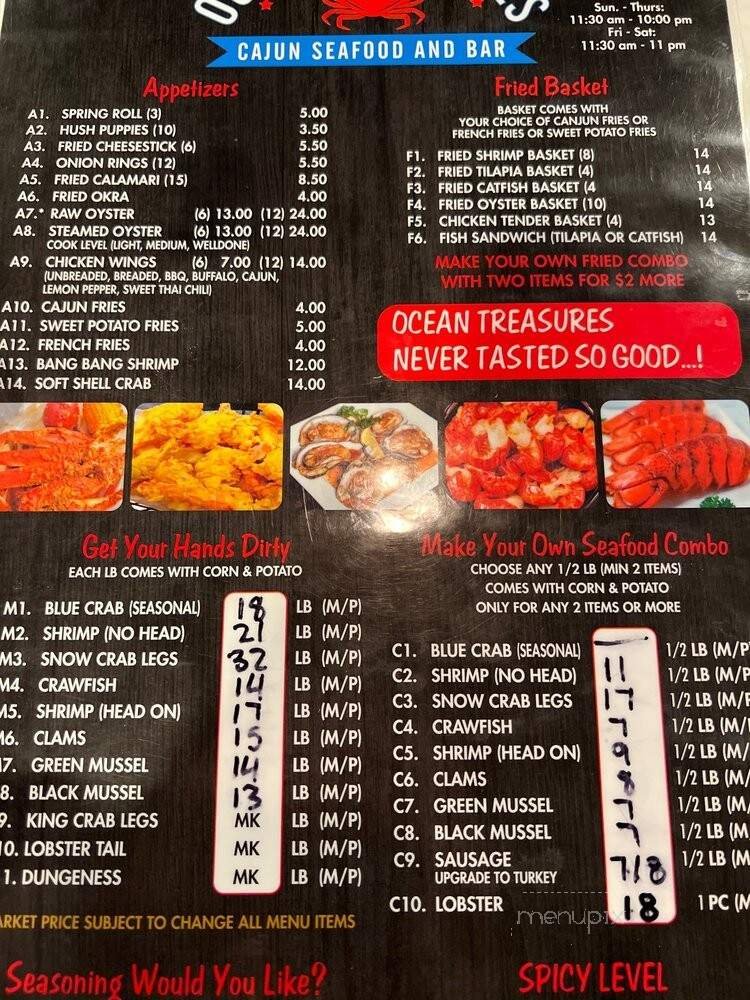 Sun. - Thurs:
11:30 am - 10:00 pm
Fri - Sat:
11:30 am - 11 pm
CAJUN SEAFOOD AND BAR
Appetizers
A1. SPRING ROLL (3) 5.00
A2. HUSH PUPPIES (10) 3.50
A3. FRIED CHEESESTICK (6) 5.50
A4. ONION RINGS (12) 5.50
A5. FRIED CALAMARI (15) 8.50
A6. FRIED OKRA 4.00
A7.* RAW OYSTER (6) 13.00 (12) 24.00
A8. STEAMED OYSTER (6) 13.00 (12) 24.00
COOK LEVEL (LIGHT, MEDIUM, WELLDONE)
A9. CHICKEN WINGS (6) 7.00 (12) 14.00
(UNBREADED, BREADED, BBQ, BUFFALO, CAJUN,
LEMON PEPPER, SWEET THAI CHILI)
A10. CAJUN FRIES 4.00
A11. SWEET POTATO FRIES 5.00
A12. FRENCH FRIES 4.00
A13. BANG BANG SHRIMP 12.00
A14. SOFT SHELL CRAB 14.00
Fried Basket
BASKET COMES WITH
YOUR CHOICE OF CANJUN FRIES OR
FRENCH FRIES OR SWEET POTATO FRIES
F1. FRIED SHRIMP BASKET (8) 14
F2. FRIED TILAPIA BASKET (4) 14
F3. FRIED CATFISH BASKET (4 14
F4. FRIED OYSTER BASKET (10) 14
F5. CHICKEN TENDER BASKET (4) 13
F6. FISH SANDWICH (TILAPIA OR CATFISH) 14
MAKE YOUR OWN FRIED COMBO
WITH TWO ITEMS FOR $2 MORE
OCEAN TREASURES
NEVER TASTED SO GOOD...!
Get Your Hands Dirty
EACH LB COMES WITH CORN & POTATO
M1. BLUE CRAB (SEASONAL) 18 LB (M/P)
M2. SHRIMP (NO HEAD) 21 LB (M/P)
M3. SNOW CRAB LEGS 32 LB (M/P)
M4. CRAWFISH 14 LB (M/P)
M5. SHRIMP (HEAD ON) 17 LB (M/P)
M6. CLAMS 15 LB (M/P)
7. GREEN MUSSEL 14 LB (M/P)
8. BLACK MUSSEL 13 LB (M/P)
9. KING CRAB LEGS MK LB (M/P)
10. LOBSTER TAIL MK LB (M/P)
1. DUNGENESS MK LB (M/P)
ARKET PRICE SUBJECT TO CHANGE ALL MENU ITEMS
Make Your Own Seafood Combo
CHOOSE ANY 1/2 LB (MIN 2 ITEMS)
COMES WITH CORN & POTATO
ONLY FOR ANY 2 ITEMS OR MORE
C1. BLUE CRAB (SEASONAL) — 1/2 LB (M/P
C2. SHRIMP (NO HEAD) 11 1/2 LB (M/P
C3. SNOW CRAB LEGS 17 1/2 LB (M/P
C4. CRAWFISH 7 1/2 LB (M/P
C5. SHRIMP (HEAD ON) 9 1/2 LB (M/
C6. CLAMS 8 1/2 LB (M/
C7. GREEN MUSSEL 7 1/2 LB (M/
C8. BLACK MUSSEL 7 1/2 LB (M/
C9. SAUSAGE 7/8 1/2 LB (M
UPGRADE TO TURKEY
C10. LOBSTER 18 1 PC (M
menupix
Seasoning Would You Like?
SPICY LEVEL